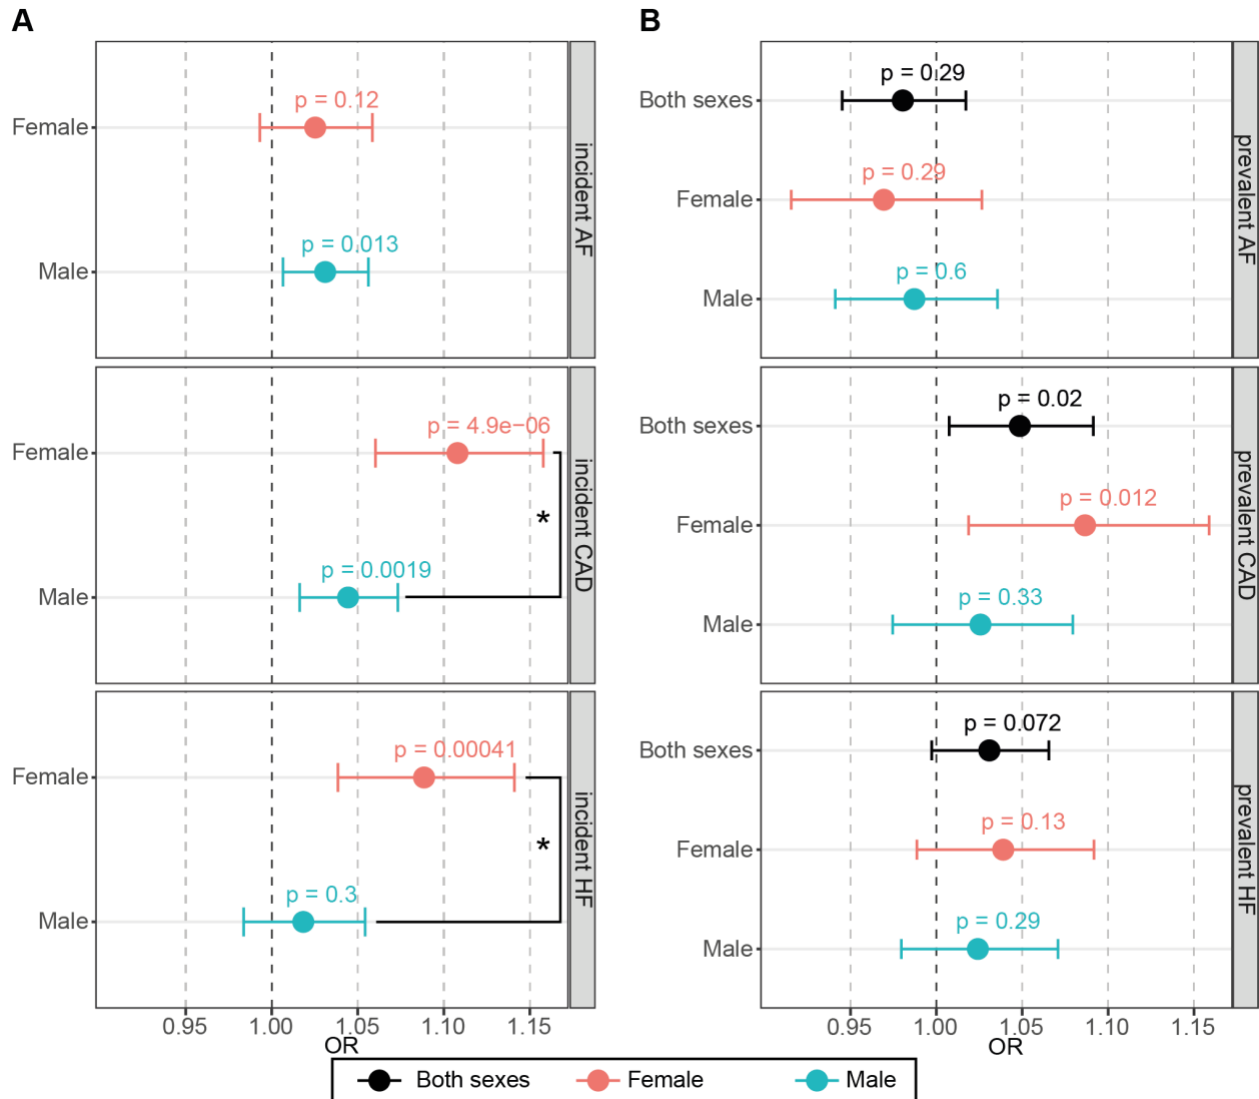 A
p = 0.12
Female
p = 0.013
Male
incident AF
p = 4.9e−06
Female
*
p = 0.0019
Male
incident CAD
p = 0.00041
Female
*
p = 0.3
Male
incident HF
0.95 1.00 1.05 1.10 1.15
OR
B
p = 0.29
Both sexes
p = 0.29
Female
p = 0.6
Male
prevalent AF
p = 0.02
Both sexes
p = 0.012
Female
p = 0.33
Male
prevalent CAD
p = 0.072
Both sexes
p = 0.13
Female
p = 0.29
Male
prevalent HF
0.95 1.00 1.05 1.10 1.15
OR
Both sexes Female Male